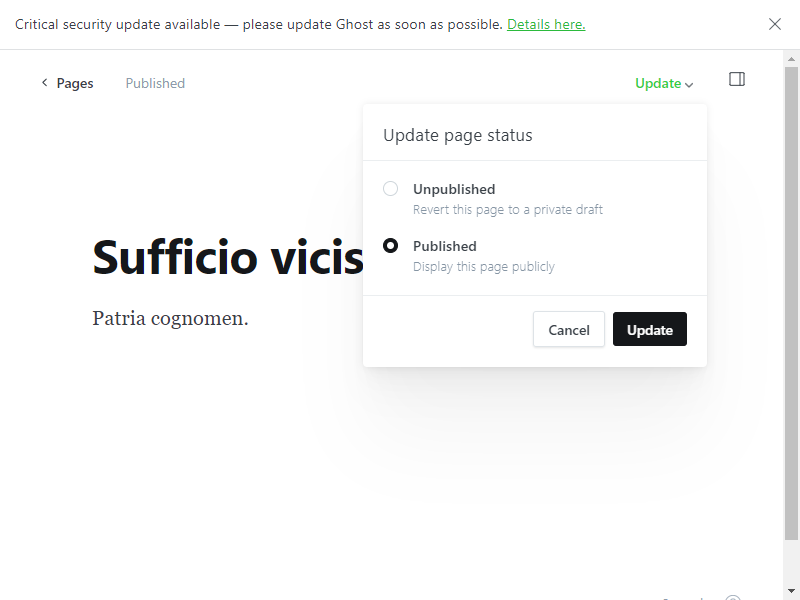 Critical security update available — please update Ghost as soon as possible. Details here.
Pages
Published
Update
Update page status
Unpublished
Revert this page to a private draft
Published
Display this page publicly
Cancel
Update
Sufficio vicis
Patria cognomen.